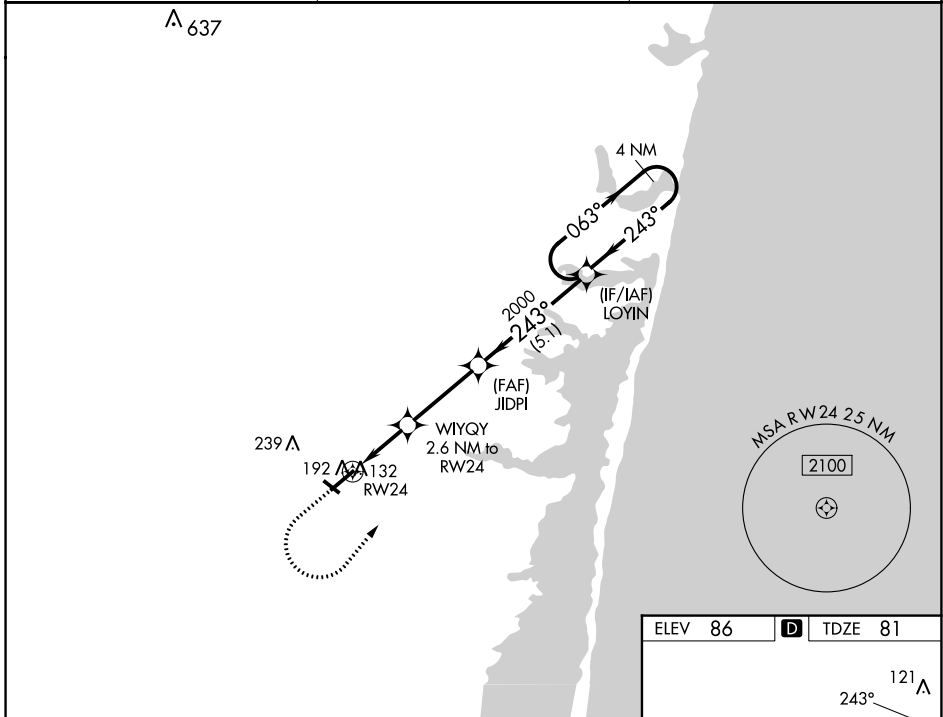 637
4 NM
063°
243°
(IF/IAF)
LOYIN
2000
243°
(5.1)
(FAF)
JIDPI
WIYQY
2.6 NM to
RW24
239
192
132
RW24
MSA RW24 25 NM
2100
ELEV 86 D TDZE 81
121
243°